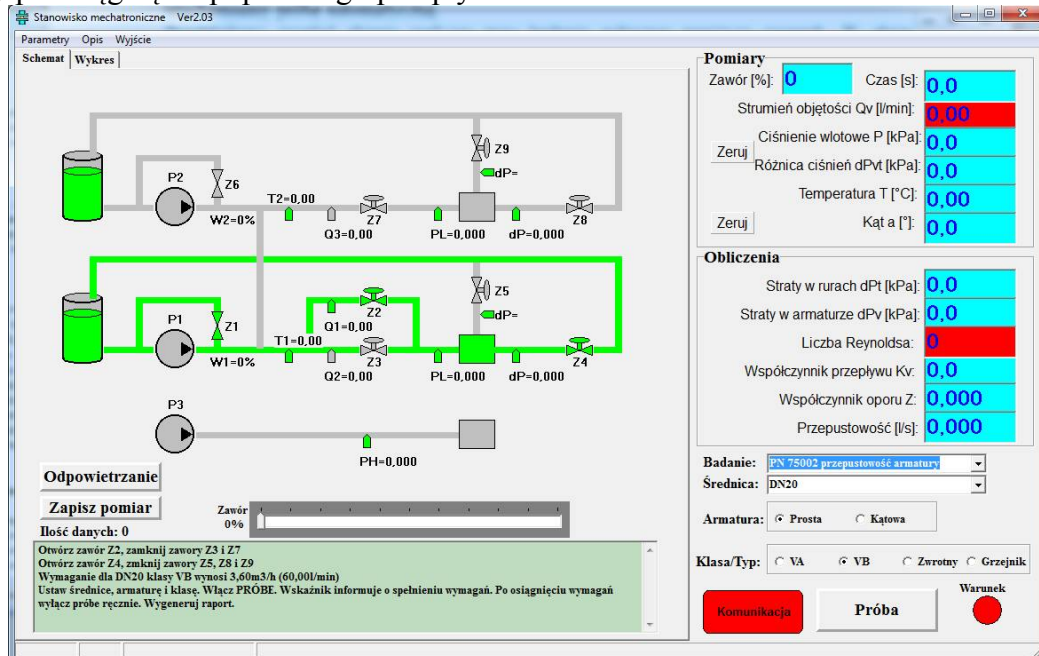 Stanowisko mechatroniczne Ver2.03
Parametry Opis Wyjście
Schemat Wykres
P2
Z6
W2=0%
T2=0,00
Q3=0,00
Z7
Z9
dP=
PL=0,000
dP=0,000
Z8
P1
Z1
W1=0%
T1=0,00
Z2
Q1=0,00
Z3
Q2=0,00
Z5
dP=
PL=0,000
dP=0,000
Z4
P3
PH=0,000
Odpowietrzanie
Zapisz pomiar
Ilość danych: 0
Zawór
0%
Otwórz zawór Z2, zamknij zawory Z3 i Z7
Otwórz zawór Z4, zmknij zawory Z5, Z8 i Z9
Wymaganie dla DN20 klasy VB wynosi 3,60m3/h (60,00l/min)
Ustaw średnice, armaturę i klasę. Włącz PRÓBE. Wskaźnik informuje o spełnieniu wymagań. Po osiągnięciu wymagań
wyłącz próbe ręcznie. Wygeneruj raport.
Pomiary
Zawór [%]: 0 Czas [s]: 0,0
Strumień objętości Qv [l/min]: 0,00
Ciśnienie wlotowe P [kPa]: 0,0
Zeruj
Różnica ciśnień dPvt [kPa]: 0,0
Temperatura T [°C]: 0,00
Zeruj Kąt a [°]: 0,0
Obliczenia
Straty w rurach dPt [kPa]: 0,0
Straty w armaturze dPv [kPa]: 0,0
Liczba Reynoldsa: 0
Współczynnik przepływu Kv: 0,0
Współczynnik oporu Z: 0,000
Przepustowość [l/s]: 0,000
Badanie: PN 75002 przepustowość armatury
Średnica: DN20
Armatura: Prosta Kątowa
Klasa/Typ: VA VB Zwrotny Grzejnik
Komunikacja Próba Warunek